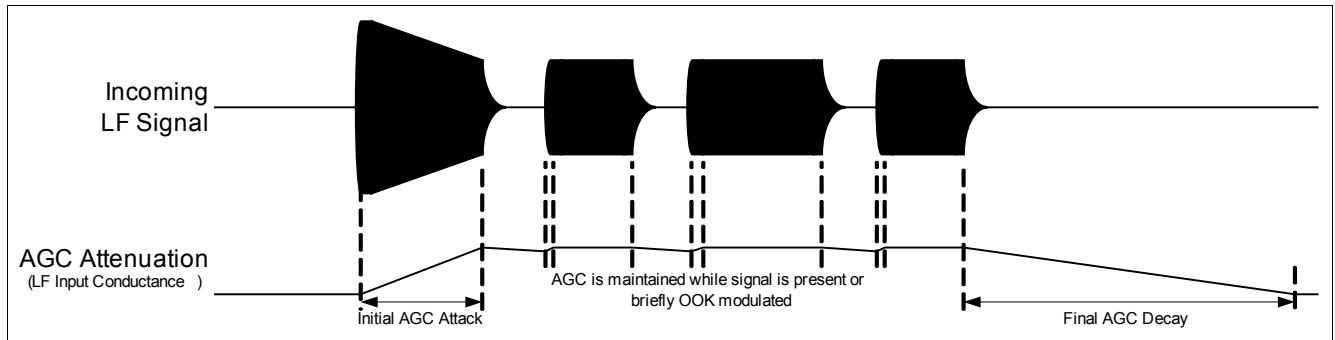 Incoming
LF Signal
AGC Attenuation
(LF Input Conductance )
AGC is maintained while signal is present or
briefly OOK modulated
Initial AGC Attack
Final AGC Decay